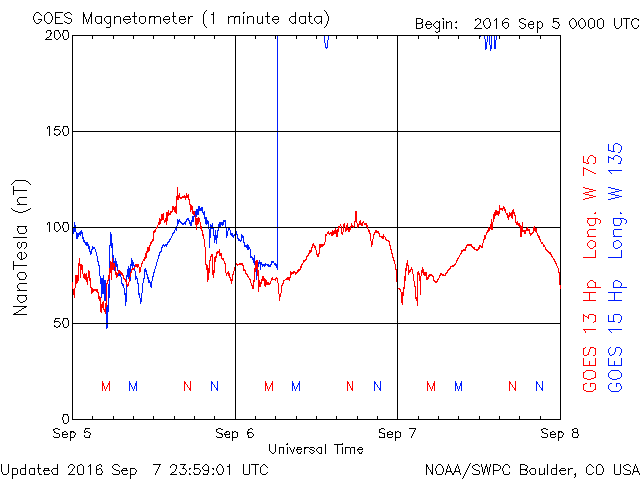 GOES Magnetometer (1 minute data)
Begin: 2016 Sep 5 0000 UTC
200
150
100
50
0
NanoTesla (nT)
M M N N M M N N M M N N
Sep 5 Sep 6 Sep 7 Sep 8
Universal Time
GOES 13 Hp Long. W 75
GOES 15 Hp Long. W 135
Updated 2016 Sep 7 23:59:01 UTC
NOAA/SWPC Boulder, CO USA